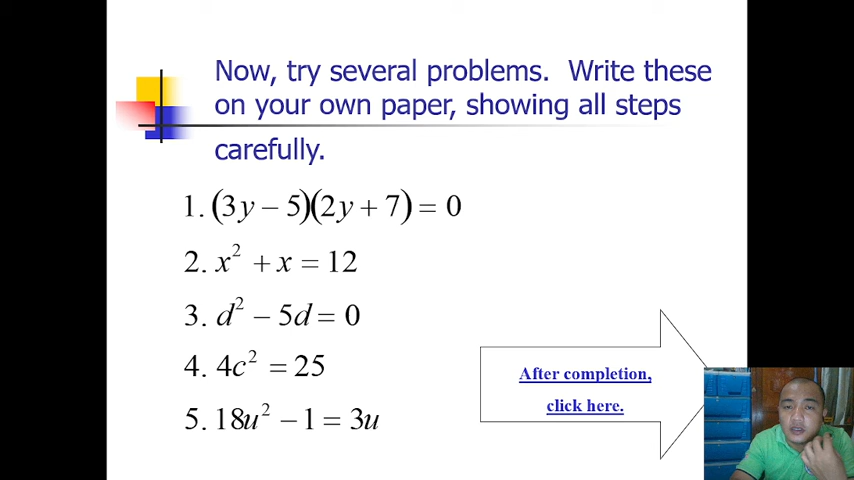 Now, try several problems. Write these
on your own paper, showing all steps
carefully.
1. (3y − 5)(2y + 7) = 0
2. x² + x = 12
3. d² − 5d = 0
4. 4c² = 25
5. 18u² − 1 = 3u
After completion,
click here.